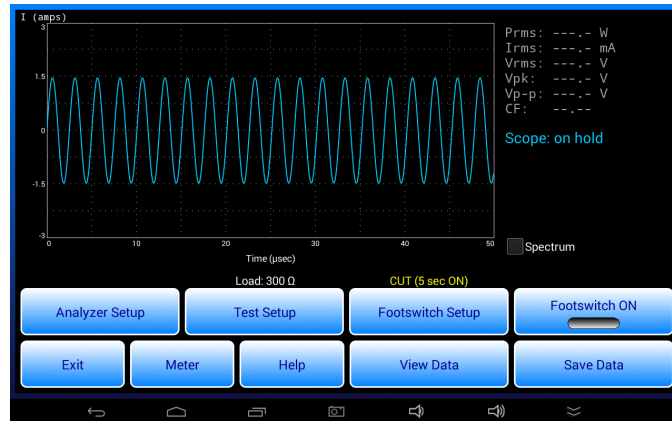 I (amps)
3
1.5
0
-1.5
-3
0 10 20 30 40 50
Time (µsec)
Prms: ---.- W
Irms: ---.- mA
Vrms: ---.- V
Vpk: ---.- V
Vp-p: ---.- V
CF: --.--
Scope: on hold
Spectrum
Load: 300 Ω
CUT (5 sec ON)
Analyzer Setup
Test Setup
Footswitch Setup
Footswitch ON
Exit
Meter
Help
View Data
Save Data